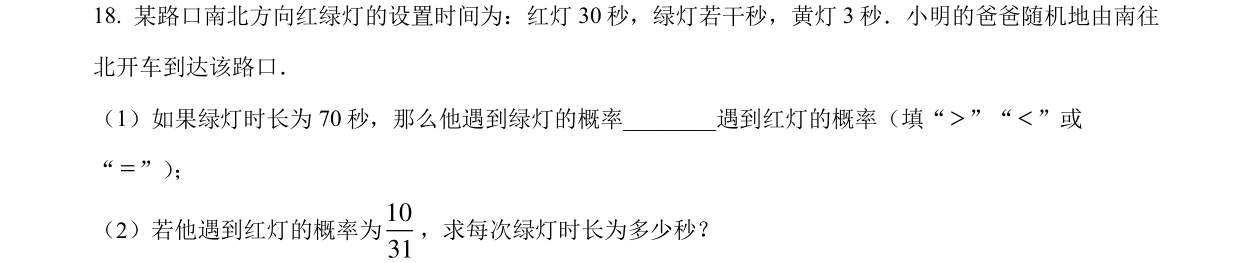 18. 某路口南北方向红绿灯的设置时间为：红灯 30 秒，绿灯若干秒，黄灯 3 秒．小明的爸爸随机地由南往
北开车到达该路口．
（1）如果绿灯时长为 70 秒，那么他遇到绿灯的概率________遇到红灯的概率（填“＞”“＜”或
“＝”）；
（2）若他遇到红灯的概率为 10/31，求每次绿灯时长为多少秒？